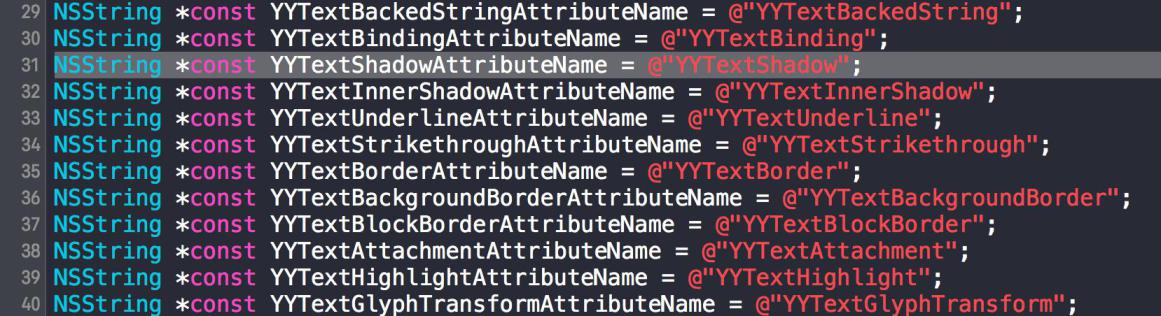 29 NSString *const YYTextBackedStringAttributeName = @"YYTextBackedString";
30 NSString *const YYTextBindingAttributeName = @"YYTextBinding";
31 NSString *const YYTextShadowAttributeName = @"YYTextShadow";
32 NSString *const YYTextInnerShadowAttributeName = @"YYTextInnerShadow";
33 NSString *const YYTextUnderlineAttributeName = @"YYTextUnderline";
34 NSString *const YYTextStrikethroughAttributeName = @"YYTextStrikethrough";
35 NSString *const YYTextBorderAttributeName = @"YYTextBorder";
36 NSString *const YYTextBackgroundBorderAttributeName = @"YYTextBackgroundBorder";
37 NSString *const YYTextBlockBorderAttributeName = @"YYTextBlockBorder";
38 NSString *const YYTextAttachmentAttributeName = @"YYTextAttachment";
39 NSString *const YYTextHighlightAttributeName = @"YYTextHighlight";
40 NSString *const YYTextGlyphTransformAttributeName = @"YYTextGlyphTransform";